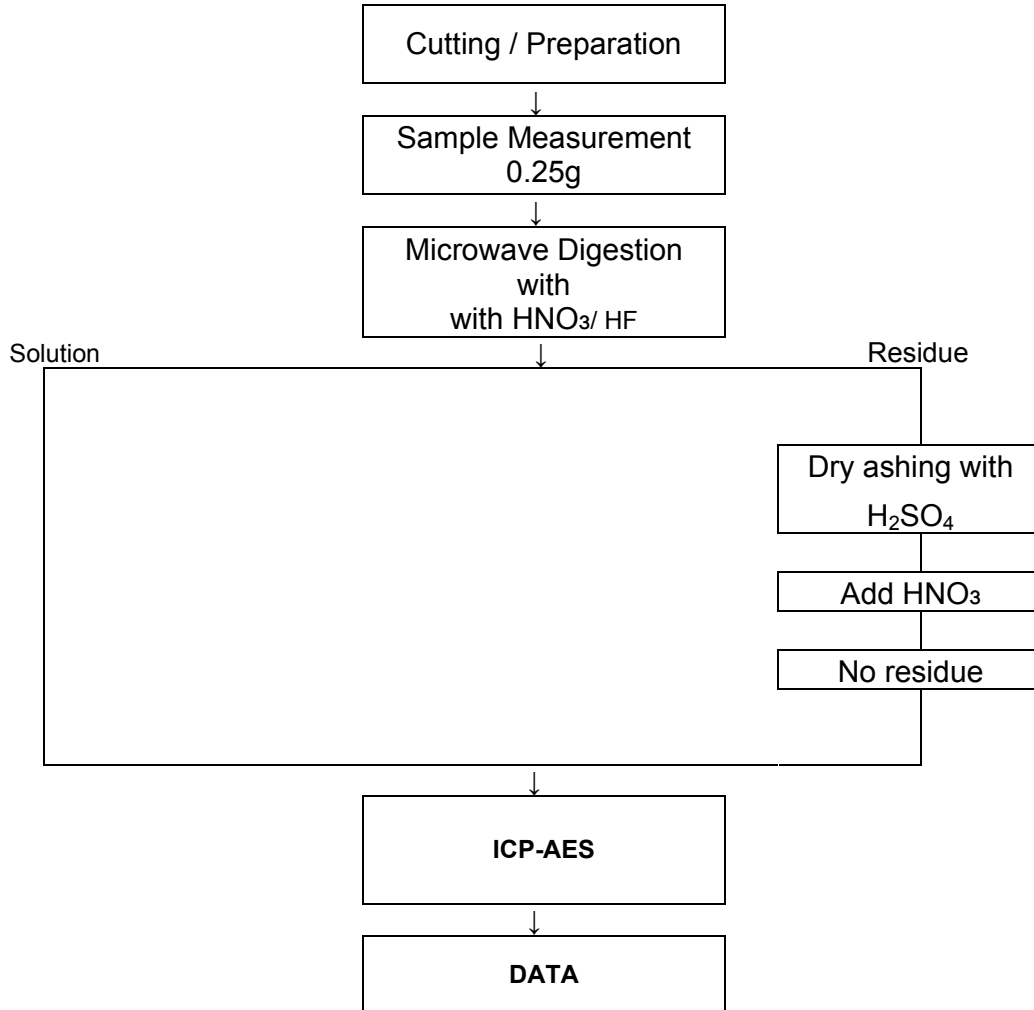 Cutting / Preparation
↓
Sample Measurement
0.25g
↓
Microwave Digestion
with
with HNO₃/ HF
Solution ↓ Residue
Dry ashing with
H₂SO₄
Add HNO₃
No residue
↓
ICP-AES
↓
DATA